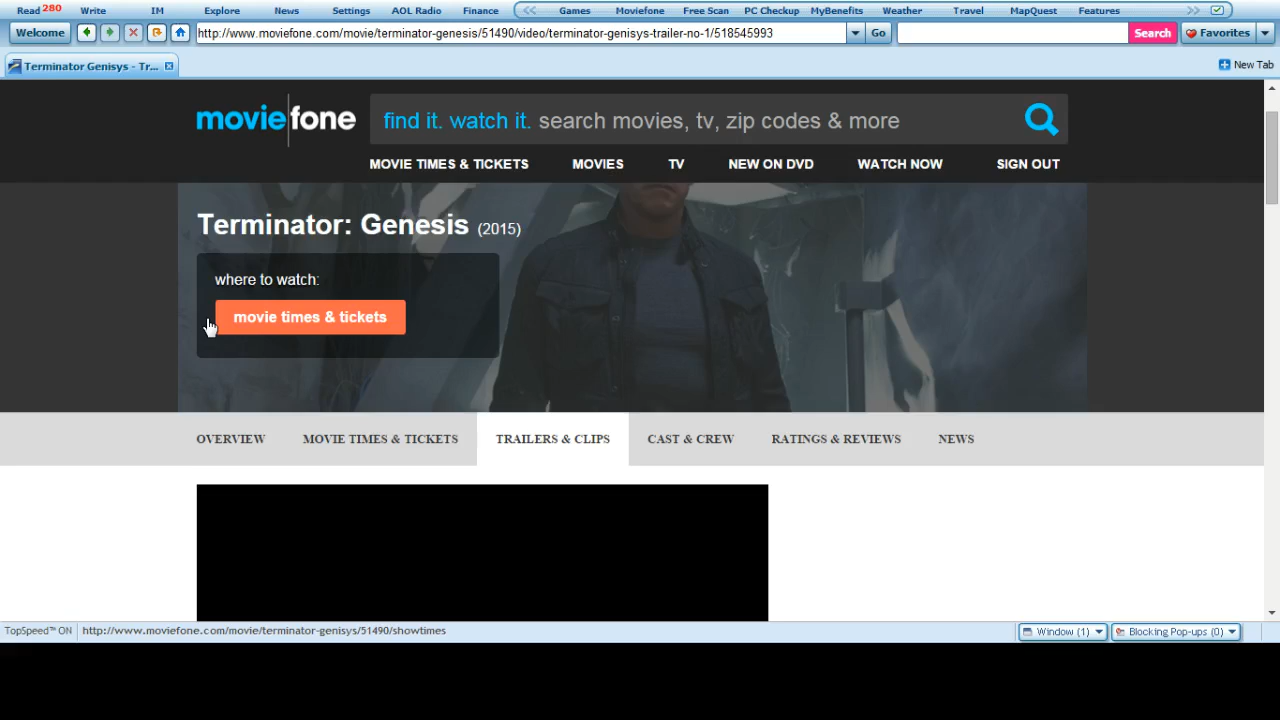 Read 280 Write IM Explore News Settings AOL Radio Finance Games Moviefone Free Scan PC Checkup MyBenefits Weather Travel MapQuest Features
Welcome http://www.moviefone.com/movie/terminator-genesis/51490/video/terminator-genisys-trailer-no-1/518545993 Go Search Favorites
Terminator Genisys - Tr... New Tab
moviefone find it. watch it. search movies, tv, zip codes & more
MOVIE TIMES & TICKETS MOVIES TV NEW ON DVD WATCH NOW SIGN OUT
Terminator: Genesis (2015)
where to watch:
movie times & tickets
OVERVIEW MOVIE TIMES & TICKETS TRAILERS & CLIPS CAST & CREW RATINGS & REVIEWS NEWS
TopSpeed™ ON http://www.moviefone.com/movie/terminator-genisys/51490/showtimes Window (1) Blocking Pop-ups (0)